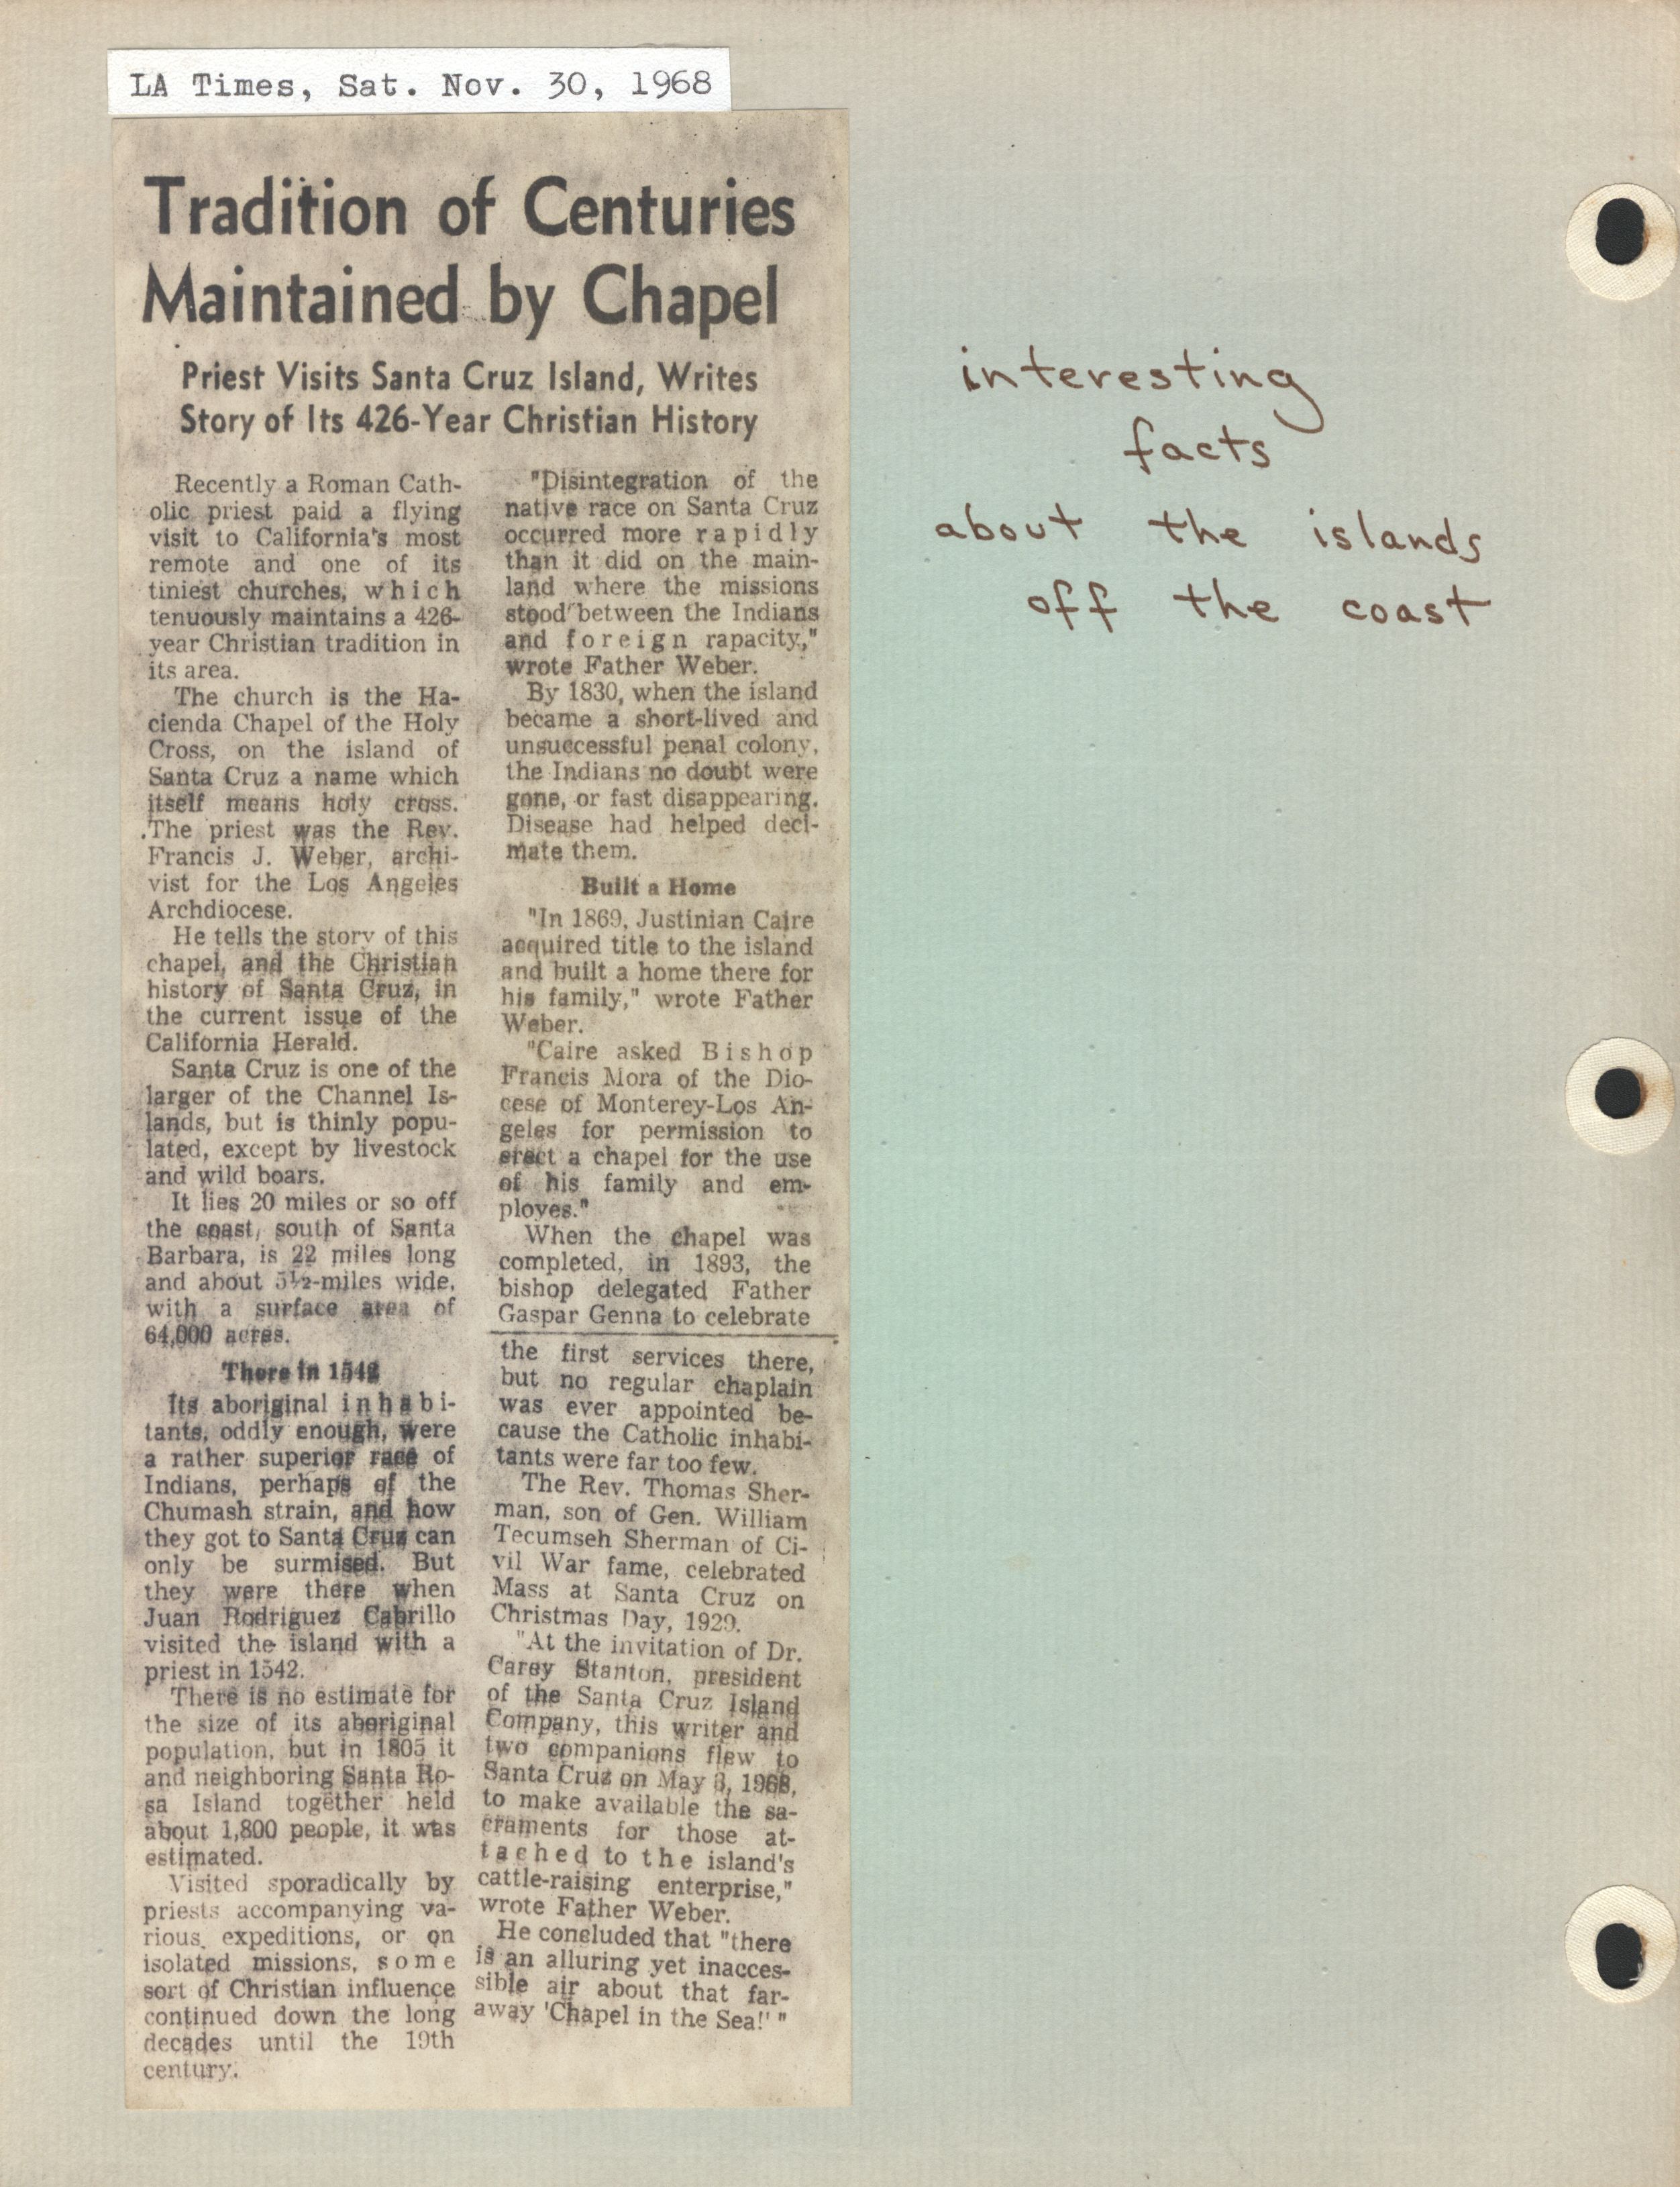 LA Times, Sat. Nov. 30, 1968
Tradition of Centuries
Maintained by Chapel
Priest Visits Santa Cruz Island, Writes
Story of Its 426-Year Christian History
Recently a Roman Cath-
olic priest paid a flying
visit to California's most
remote and one of its
tiniest churches, which
tenuously maintains a 426-
year Christian tradition in
its area.
The church is the Ha-
cienda Chapel of the Holy
Cross, on the island of
Santa Cruz a name which
itself means holy cross.
The priest was the Rev.
Francis J. Weber, archi-
vist for the Los Angeles
Archdiocese.
He tells the story of this
chapel, and the Christian
history of Santa Cruz, in
the current issue of the
California Herald.
Santa Cruz is one of the
larger of the Channel Is-
lands, but is thinly popu-
lated, except by livestock
and wild boars.
It lies 20 miles or so off
the coast, south of Santa
Barbara, is 22 miles long
and about 5½-miles wide,
with a surface area of
64,000 acres.
There in 1542
Its aboriginal inhabi-
tants, oddly enough, were
a rather superior race of
Indians, perhaps of the
Chumash strain, and how
they got to Santa Cruz can
only be surmised. But
they were there when
Juan Rodriguez Cabrillo
visited the island with a
priest in 1542.
There is no estimate for
the size of its aboriginal
population, but in 1805 it
and neighboring Santa Ro-
sa Island together held
about 1,800 people, it was
estimated.
Visited sporadically by
priests accompanying va-
rious expeditions, or on
isolated missions, some
sort of Christian influence
continued down the long
decades until the 19th
century.
"Disintegration of the
native race on Santa Cruz
occurred more rapidly
than it did on the main-
land where the missions
stood between the Indians
and foreign rapacity,"
wrote Father Weber.
By 1830, when the island
became a short-lived and
unsuccessful penal colony,
the Indians no doubt were
gone, or fast disappearing.
Disease had helped deci-
mate them.
Built a Home
"In 1869, Justinian Caire
acquired title to the island
and built a home there for
his family," wrote Father
Weber.
"Caire asked Bishop
Francis Mora of the Dio-
cese of Monterey-Los An-
geles for permission to
erect a chapel for the use
of his family and em-
ployes."
When the chapel was
completed, in 1893, the
bishop delegated Father
Gaspar Genna to celebrate
the first services there,
but no regular chaplain
was ever appointed be-
cause the Catholic inhabi-
tants were far too few.
The Rev. Thomas Sher-
man, son of Gen. William
Tecumseh Sherman of Ci-
vil War fame, celebrated
Mass at Santa Cruz on
Christmas Day, 1929.
"At the invitation of Dr.
Carey Stanton, president
of the Santa Cruz Island
Company, this writer and
two companions flew to
Santa Cruz on May 3, 1968,
to make available the sa-
craments for those at-
tached to the island's
cattle-raising enterprise,"
wrote Father Weber.
He concluded that "there
is an alluring yet inacces-
sible air about that far-
away 'Chapel in the Sea!' "
interesting
facts
about the islands
off the coast